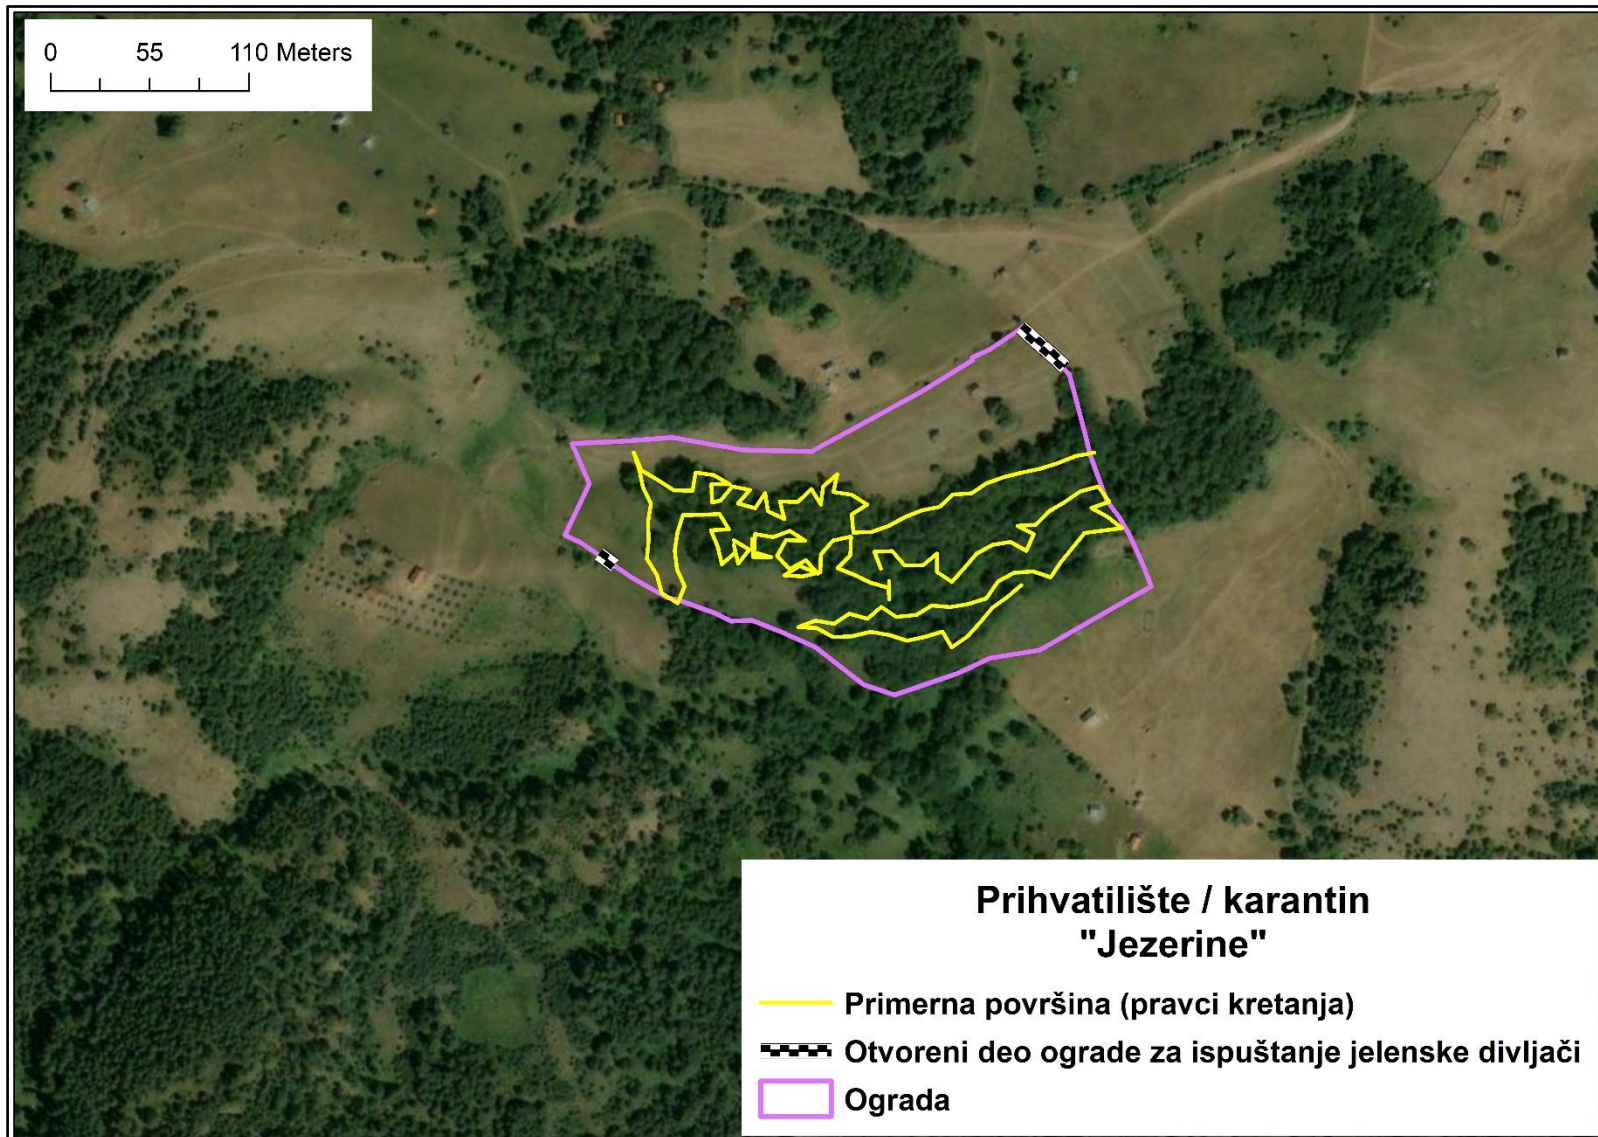 0 55 110 Meters
Prihvatilište / karantin
"Jezerine"
Primerna površina (pravci kretanja)
Otvoreni deo ograde za ispuštanje jelenske divljači
Ograda